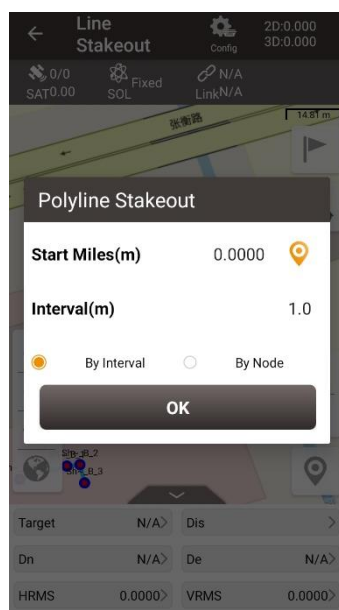 Line Stakeout
Config
2D:0.000
3D:0.000
0/0
SAT0.00
Fixed
SOL
N/A
LinkN/A
张衡路
14.81 m
Polyline Stakeout
Start Miles(m) 0.0000
Interval(m) 1.0
By Interval By Node
OK
Target N/A> Dis >
Dn N/A> De N/A>
HRMS 0.0000> VRMS 0.0000>